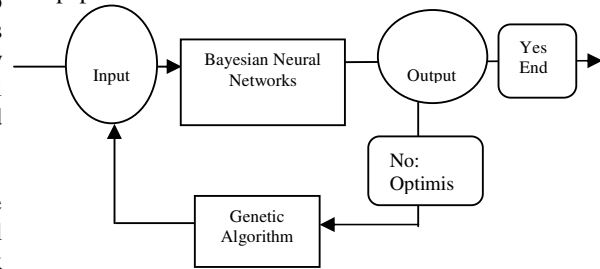 Input
Bayesian Neural
Networks
Output
Yes
End
No:
Optimis
Genetic
Algorithm